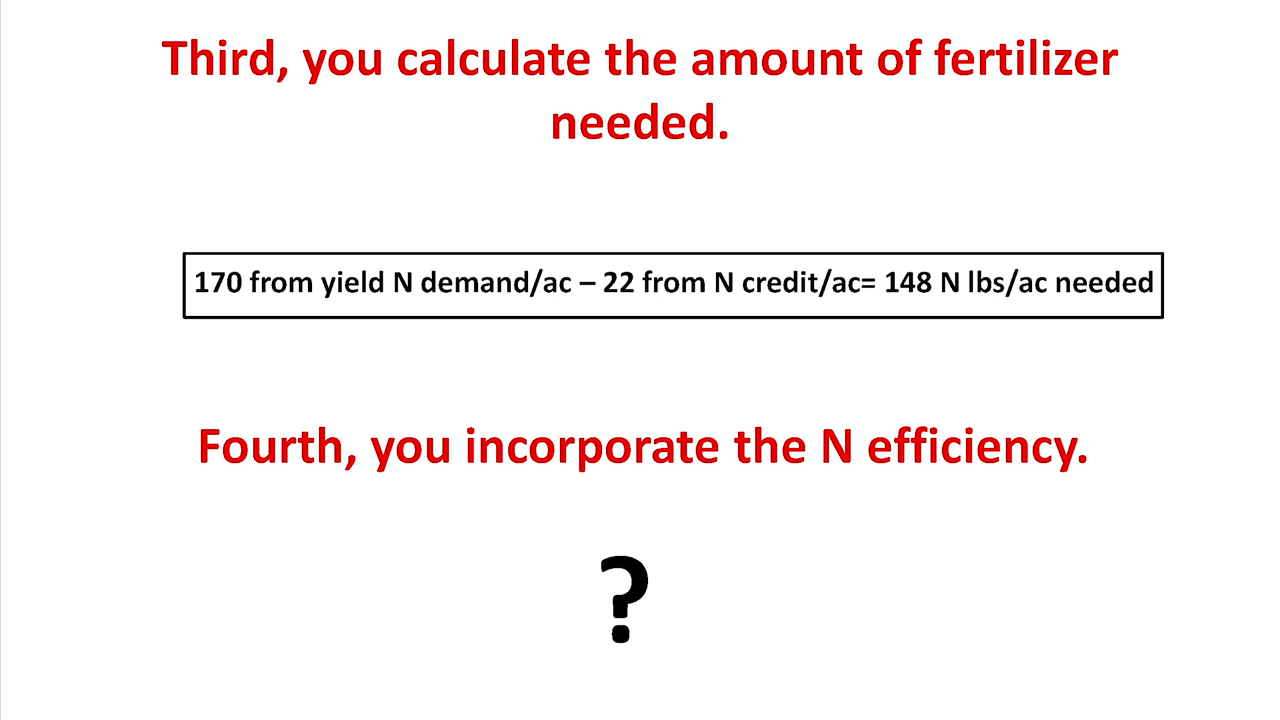 Third, you calculate the amount of fertilizer
needed.
170 from yield N demand/ac – 22 from N credit/ac= 148 N lbs/ac needed
Fourth, you incorporate the N efficiency.
?